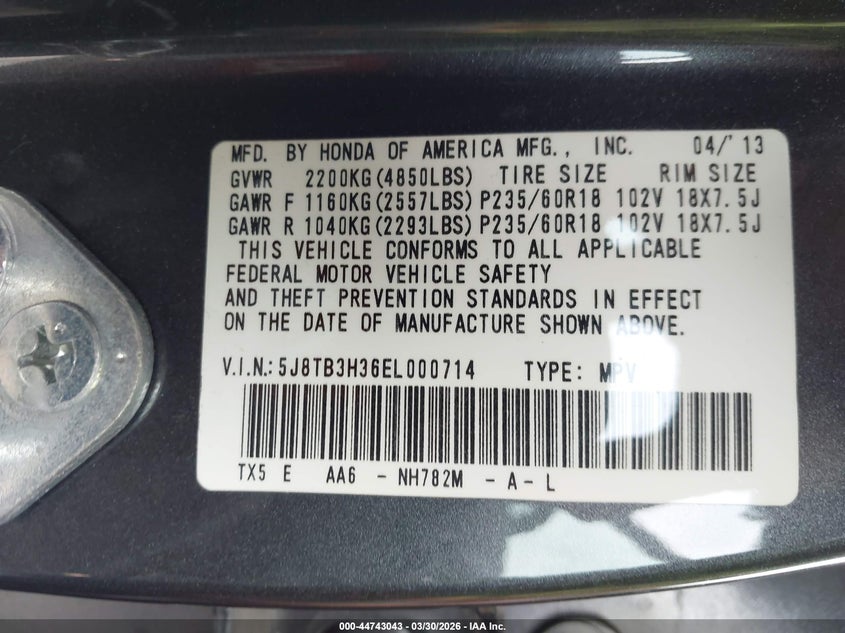 MFD. BY HONDA OF AMERICA MFG., INC. 04/'13
GVWR 2200KG(4850LBS) TIRE SIZE RIM SIZE
GAWR F 1160KG(2557LBS) P235/60R18 102V 18X7.5J
GAWR R 1040KG(2293LBS) P235/60R18 102V 18X7.5J
THIS VEHICLE CONFORMS TO ALL APPLICABLE
FEDERAL MOTOR VEHICLE SAFETY
AND THEFT PREVENTION STANDARDS IN EFFECT
ON THE DATE OF MANUFACTURE SHOWN ABOVE.
V.I.N.: 5J8TB3H36EL000714 TYPE: MPV
TX5 E AA6 - NH782M - A - L
000-44743043 - 03/30/2026 - IAA Inc.